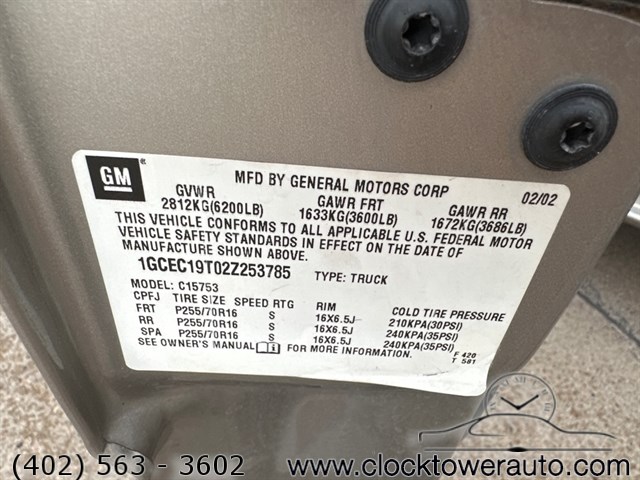 GM
MFD BY GENERAL MOTORS CORP 02/02
GVWR GAWR FRT GAWR RR
2812KG(6200LB) 1633KG(3600LB) 1672KG(3686LB)
THIS VEHICLE CONFORMS TO ALL APPLICABLE U.S. FEDERAL MOTOR
VEHICLE SAFETY STANDARDS IN EFFECT ON THE DATE OF
MANUFACTURE SHOWN ABOVE.
1GCEC19T02Z253785 TYPE: TRUCK
MODEL: C15753
CPFJ TIRE SIZE SPEED RTG RIM COLD TIRE PRESSURE
FRT P255/70R16 S 16X6.5J 210KPA(30PSI)
RR P255/70R16 S 16X6.5J 240KPA(35PSI)
SPA P255/70R16 S 16X6.5J 240KPA(35PSI)
SEE OWNER'S MANUAL FOR MORE INFORMATION. F 420
T 581
(402) 563 - 3602 www.clocktowerauto.com